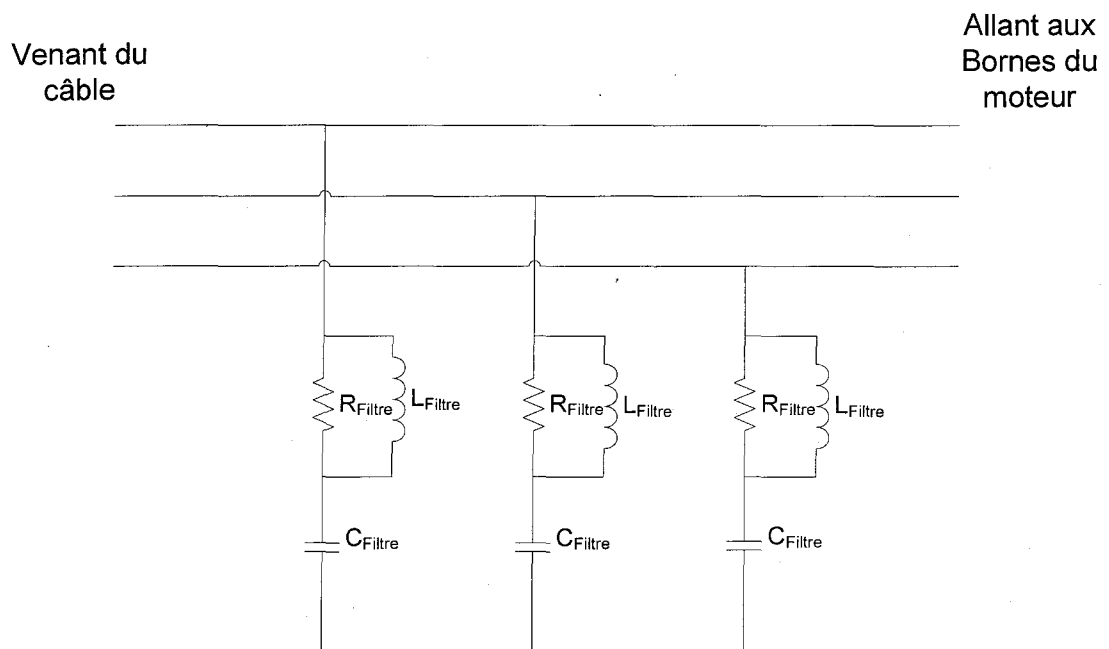 Venant du
câble
Allant aux
Bornes du
moteur
RFiltre
LFiltre
RFiltre
LFiltre
RFiltre
LFiltre
CFiltre
CFiltre
CFiltre